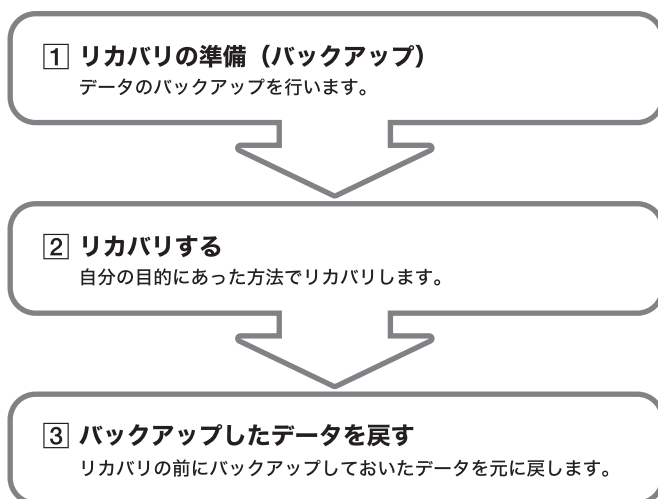 1 リカバリの準備（バックアップ）
データのバックアップを行います。
2 リカバリする
自分の目的にあった方法でリカバリします。
3 バックアップしたデータを戻す
リカバリの前にバックアップしておいたデータを元に戻します。